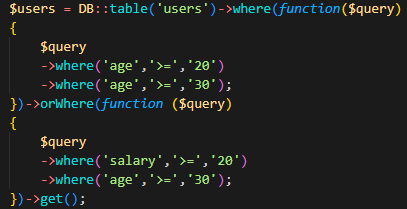 $users = DB::table('users')->where(function($query)
{
    $query
    ->where('age','>=','20')
    ->where('age','>=','30');
})->orWhere(function ($query)
{
    $query
    ->where('salary','>=','20')
    ->where('age','>=','30');
})->get();